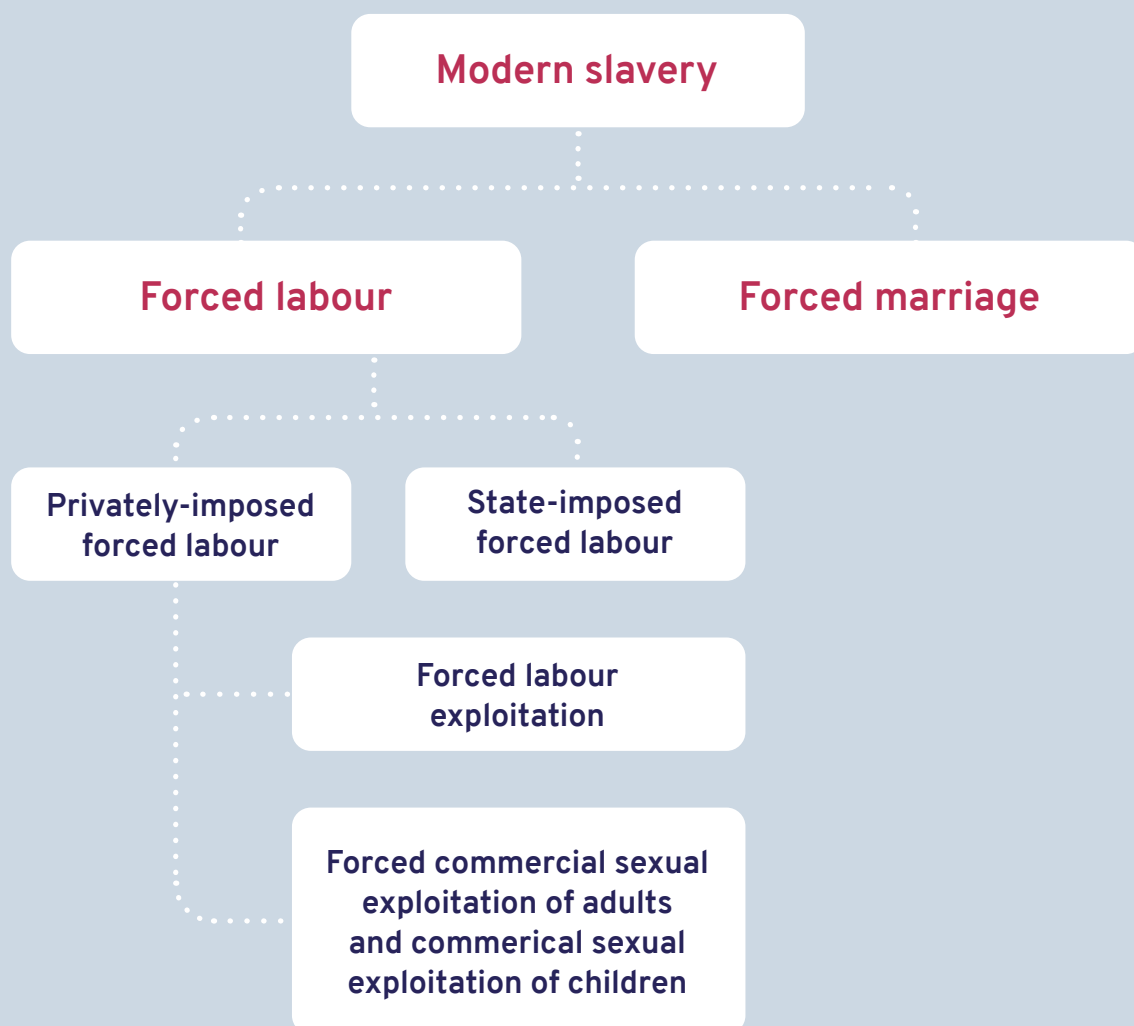 Modern slavery
Forced labour
Forced marriage
Privately-imposed
forced labour
State-imposed
forced labour
Forced labour
exploitation
Forced commercial sexual
exploitation of adults
and commerical sexual
exploitation of children